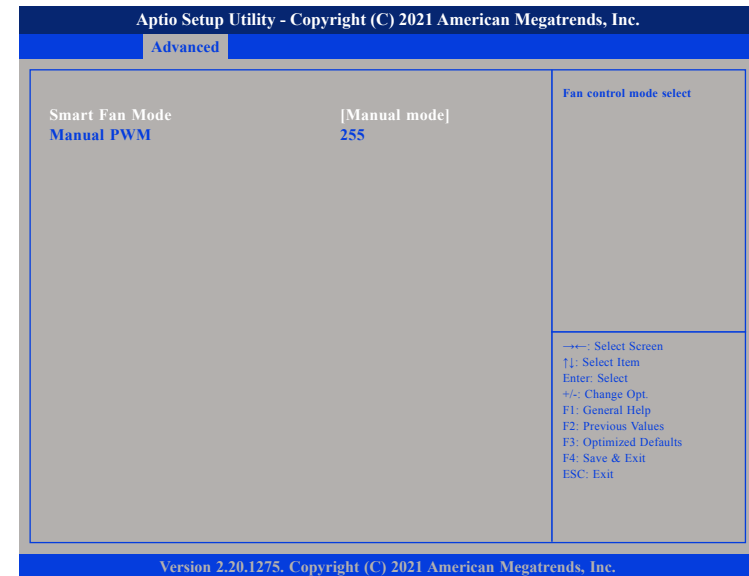 Aptio Setup Utility - Copyright (C) 2021 American Megatrends, Inc.
Advanced
Smart Fan Mode [Manual mode]
Manual PWM 255
Fan control mode select
→←: Select Screen
↑↓: Select Item
Enter: Select
+/-: Change Opt.
F1: General Help
F2: Previous Values
F3: Optimized Defaults
F4: Save & Exit
ESC: Exit
Version 2.20.1275. Copyright (C) 2021 American Megatrends, Inc.